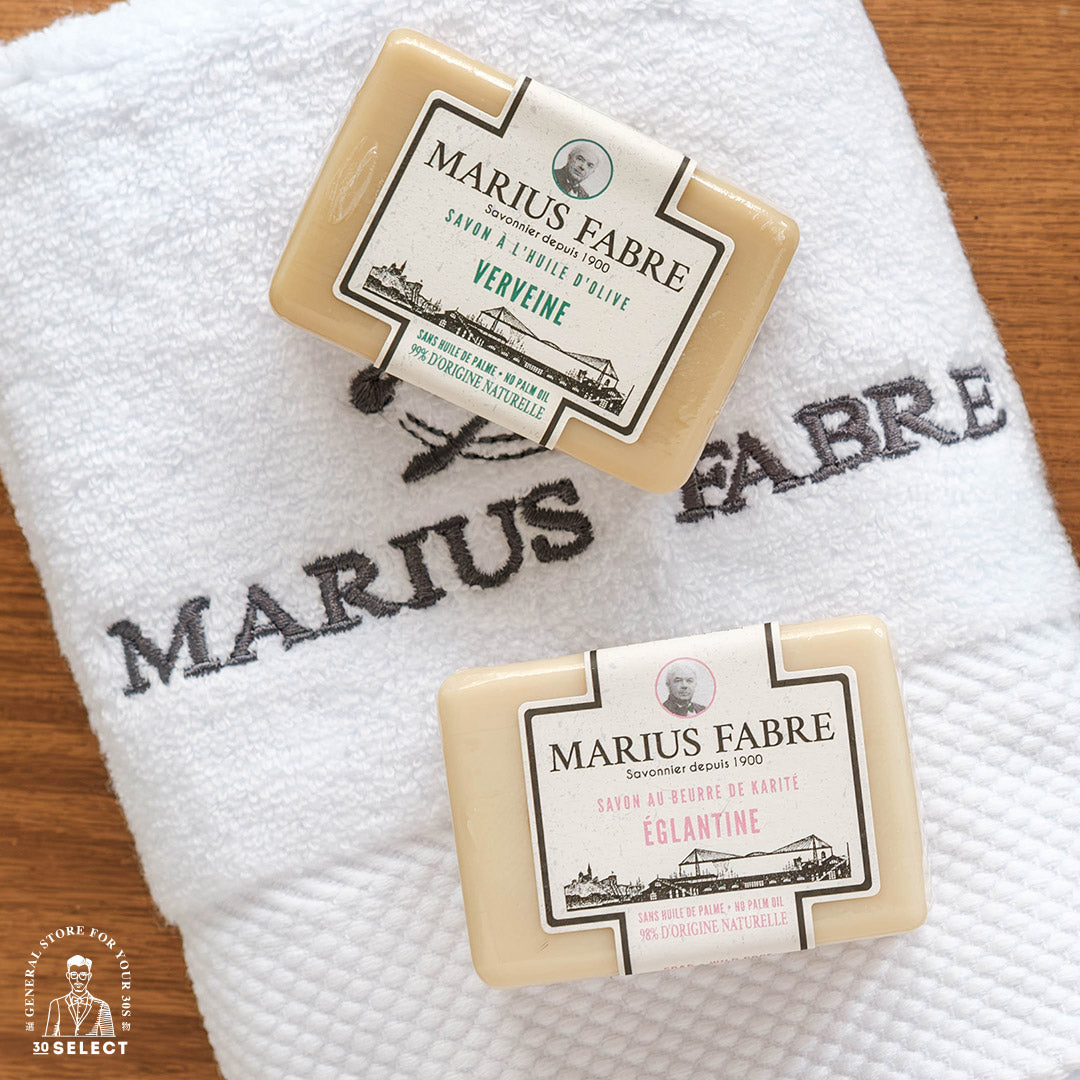 MARIUS FABRE
Savonnier depuis 1900
SAVON À L'HUILE D'OLIVE
VERVEINE
SANS HUILE DE PALME • NO PALM OIL
99% D'ORIGINE NATURELLE
MARIUS FABRE
MARIUS FABRE
Savonnier depuis 1900
SAVON AU BEURRE DE KARITÉ
ÉGLANTINE
SANS HUILE DE PALME • NO PALM OIL
98% D'ORIGINE NATURELLE
GENERAL STORE FOR YOUR 30S
選 物
30 SELECT